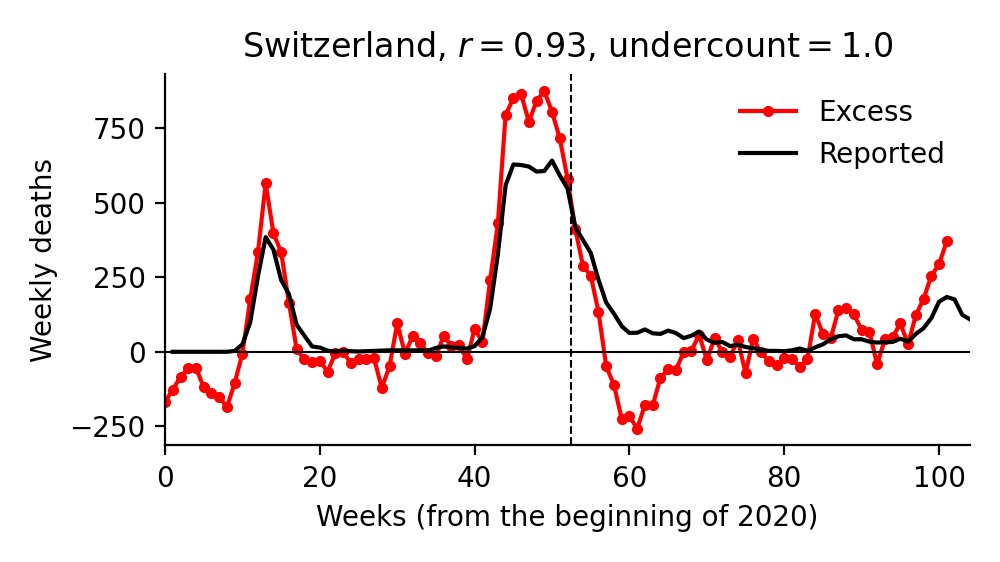 Switzerland, r = 0.93, undercount = 1.0
Excess
Reported
Weekly deaths
750
500
250
0
−250
0 20 40 60 80 100
Weeks (from the beginning of 2020)